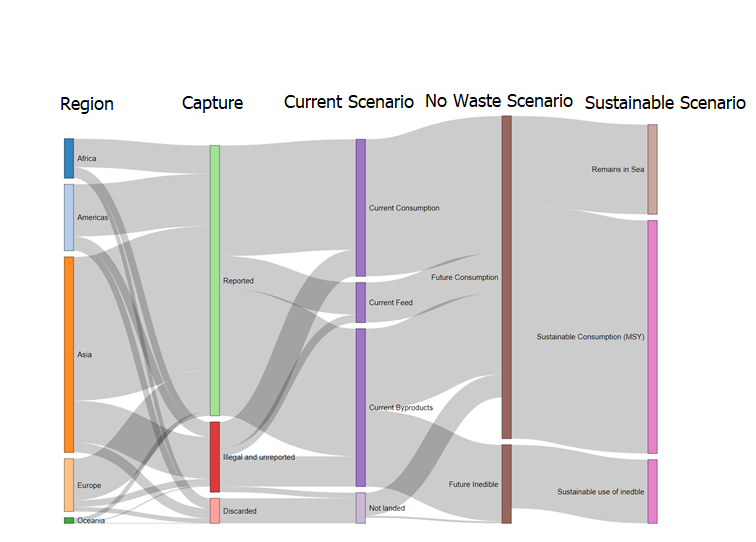 Region
Capture
Current Scenario
No Waste Scenario
Sustainable Scenario
Africa
Americas
Asia
Europe
Oceania
Reported
Illegal and unreported
Discarded
Current Consumption
Current Feed
Current Byproducts
Not landed
Future Consumption
Future Inedible
Remains in Sea
Sustainable Consumption (MSY)
Sustainable use of inedble